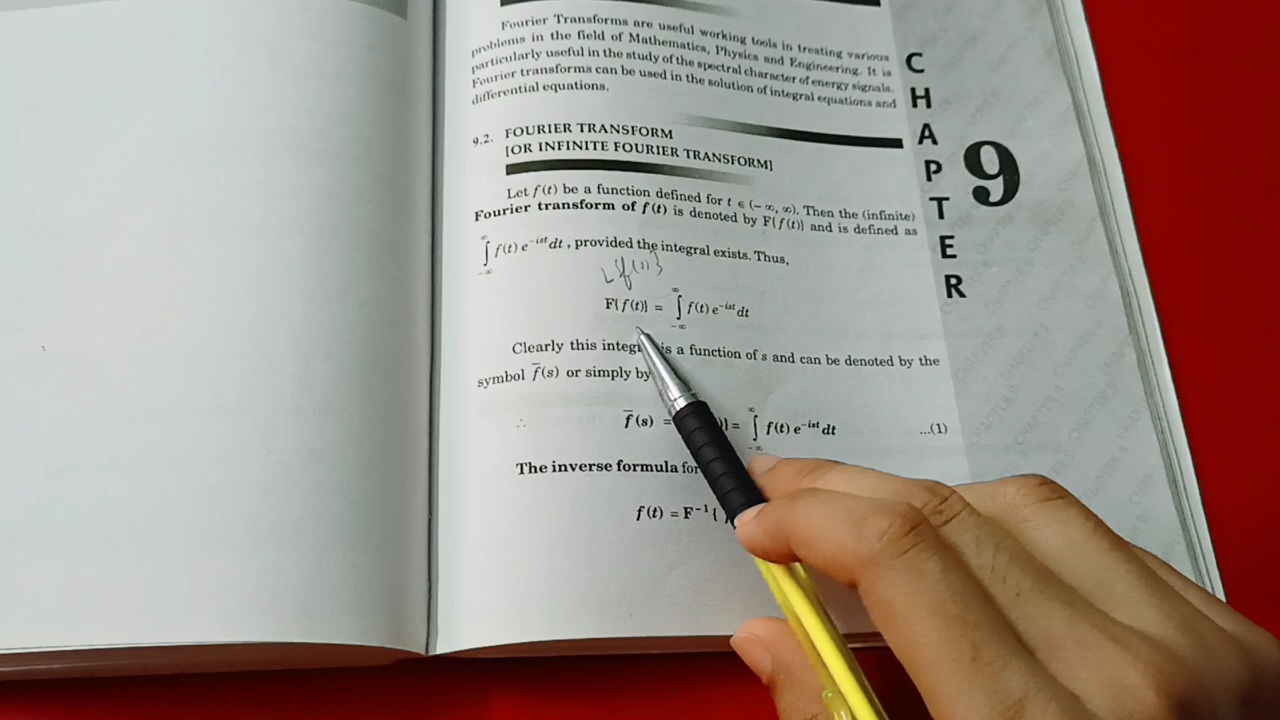 Fourier Transforms are useful working tools in treating various
problems in the field of Mathematics, Physics and Engineering. It is
particularly useful in the study of the spectral character of energy signals.
Fourier transforms can be used in the solution of integral equations and
differential equations.
CHAPTER 9
9.2. FOURIER TRANSFORM
[OR INFINITE FOURIER TRANSFORM]
Let f(t) be a function defined for t ∈ (– ∞, ∞). Then the (infinite)
Fourier transform of f(t) is denoted by F{f(t)} and is defined as
∫_{-∞}^{∞} f(t) e^{-ist} dt, provided the integral exists. Thus,
L{f(t)}
F{f(t)} = ∫_{-∞}^{∞} f(t) e^{-ist} dt
Clearly this is a function of s and can be denoted by the
symbol f̅(s) or simply by
∴ f̅(s) = } = ∫_{-∞}^{∞} f(t) e^{-ist} dt ...(1)
The inverse formula for
f(t) = F⁻¹{